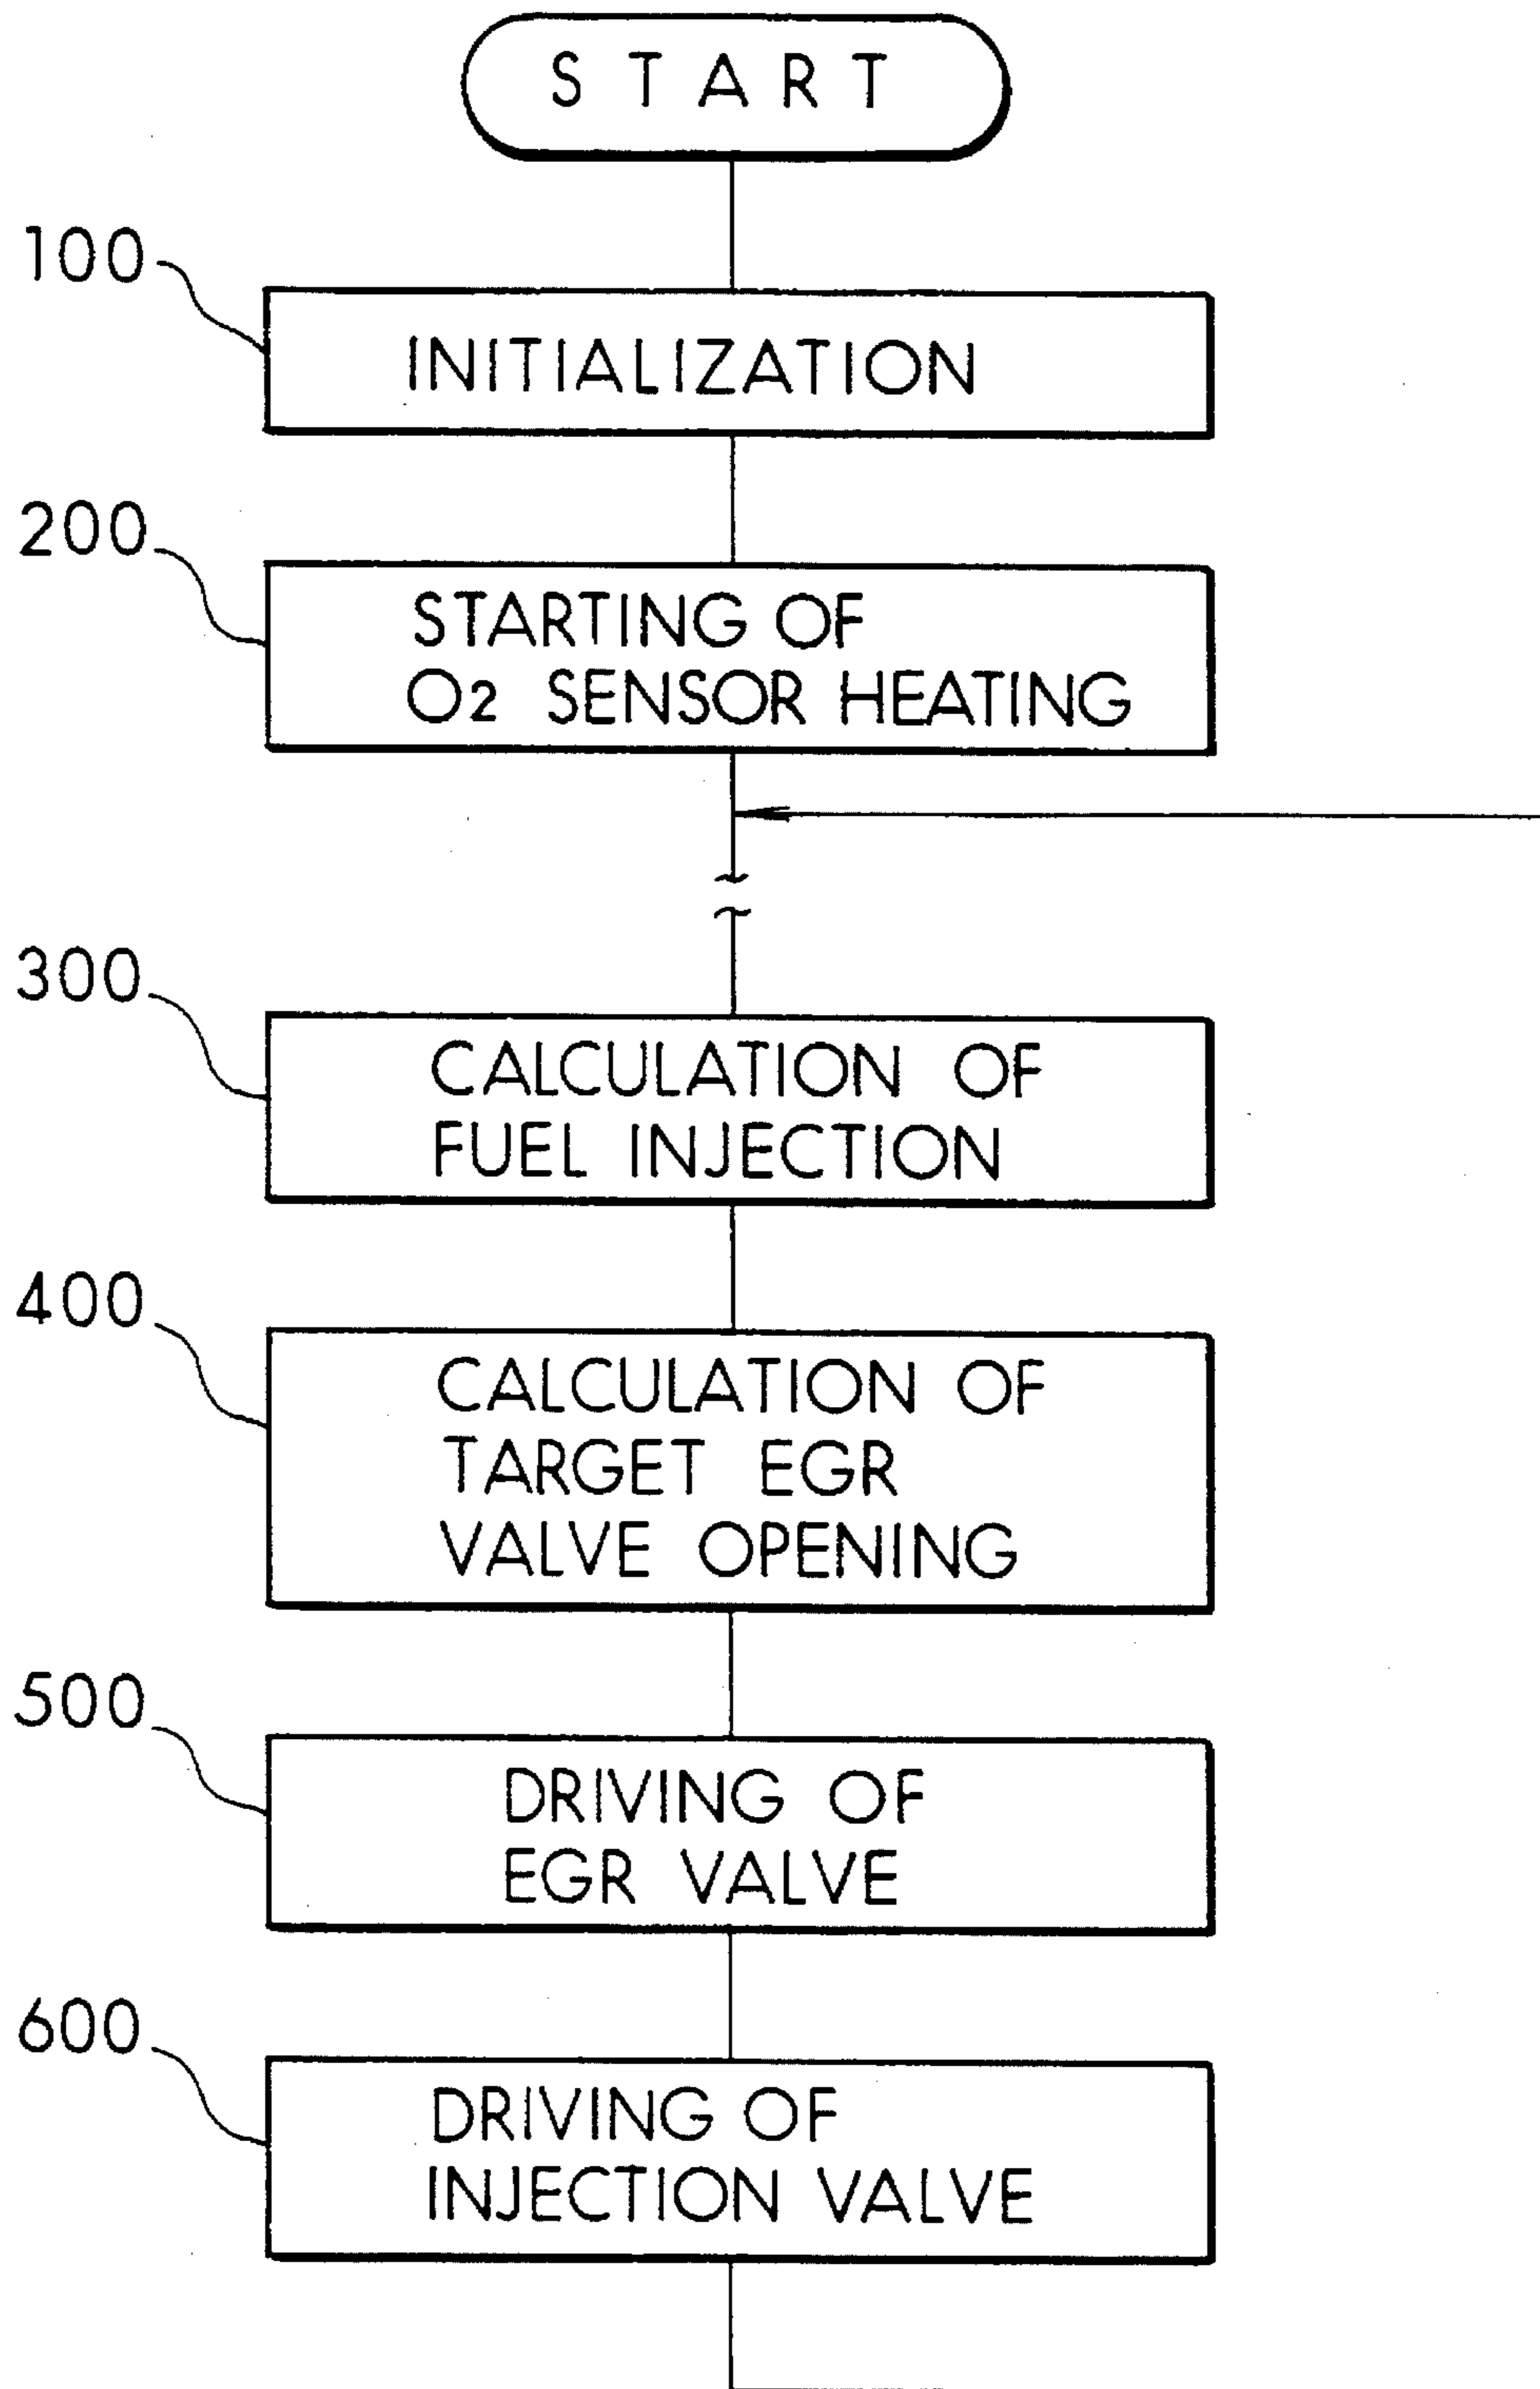 START
100
INITIALIZATION
200
STARTING OF
O2 SENSOR HEATING
300
CALCULATION OF
FUEL INJECTION
400
CALCULATION OF
TARGET EGR
VALVE OPENING
500
DRIVING OF
EGR VALVE
600
DRIVING OF
INJECTION VALVE